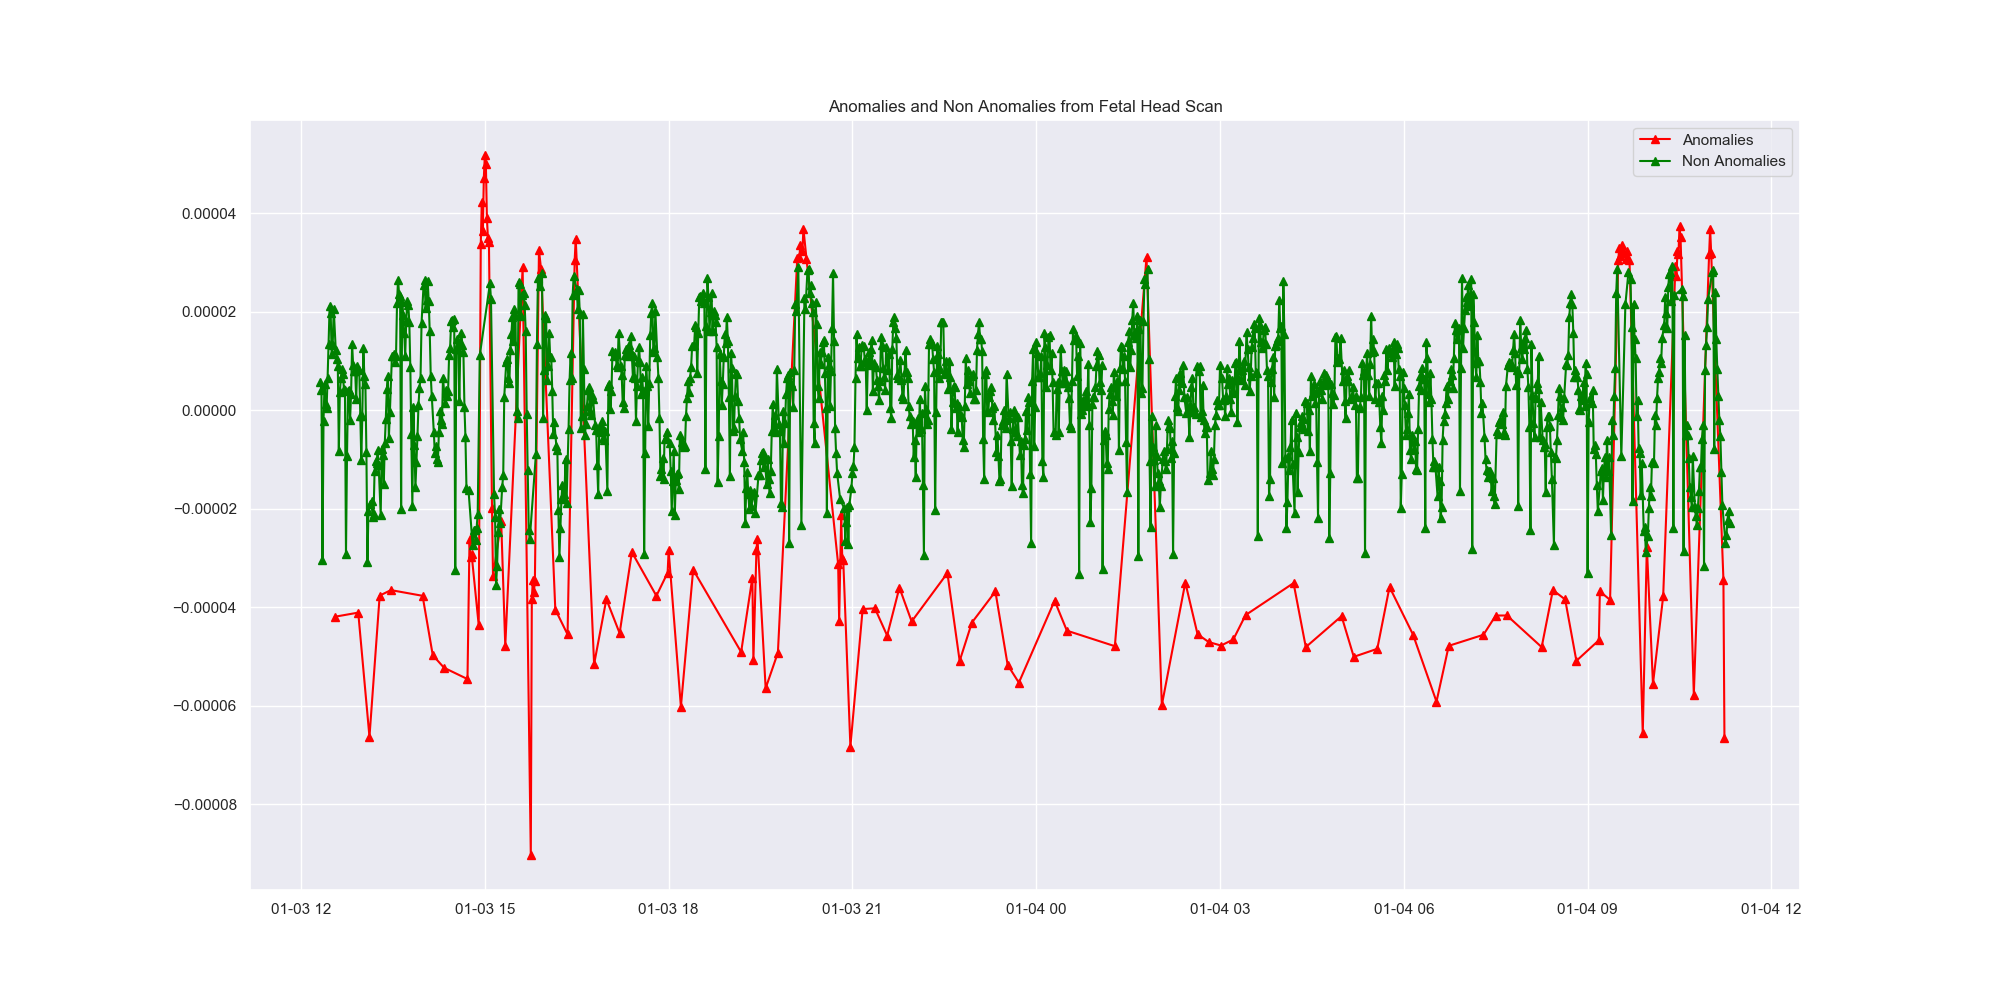 Anomalies and Non Anomalies from Fetal Head Scan
Anomalies
Non Anomalies
0.00004
0.00002
0.00000
−0.00002
−0.00004
−0.00006
−0.00008
01-03 12 01-03 15 01-03 18 01-03 21 01-04 00 01-04 03 01-04 06 01-04 09 01-04 12